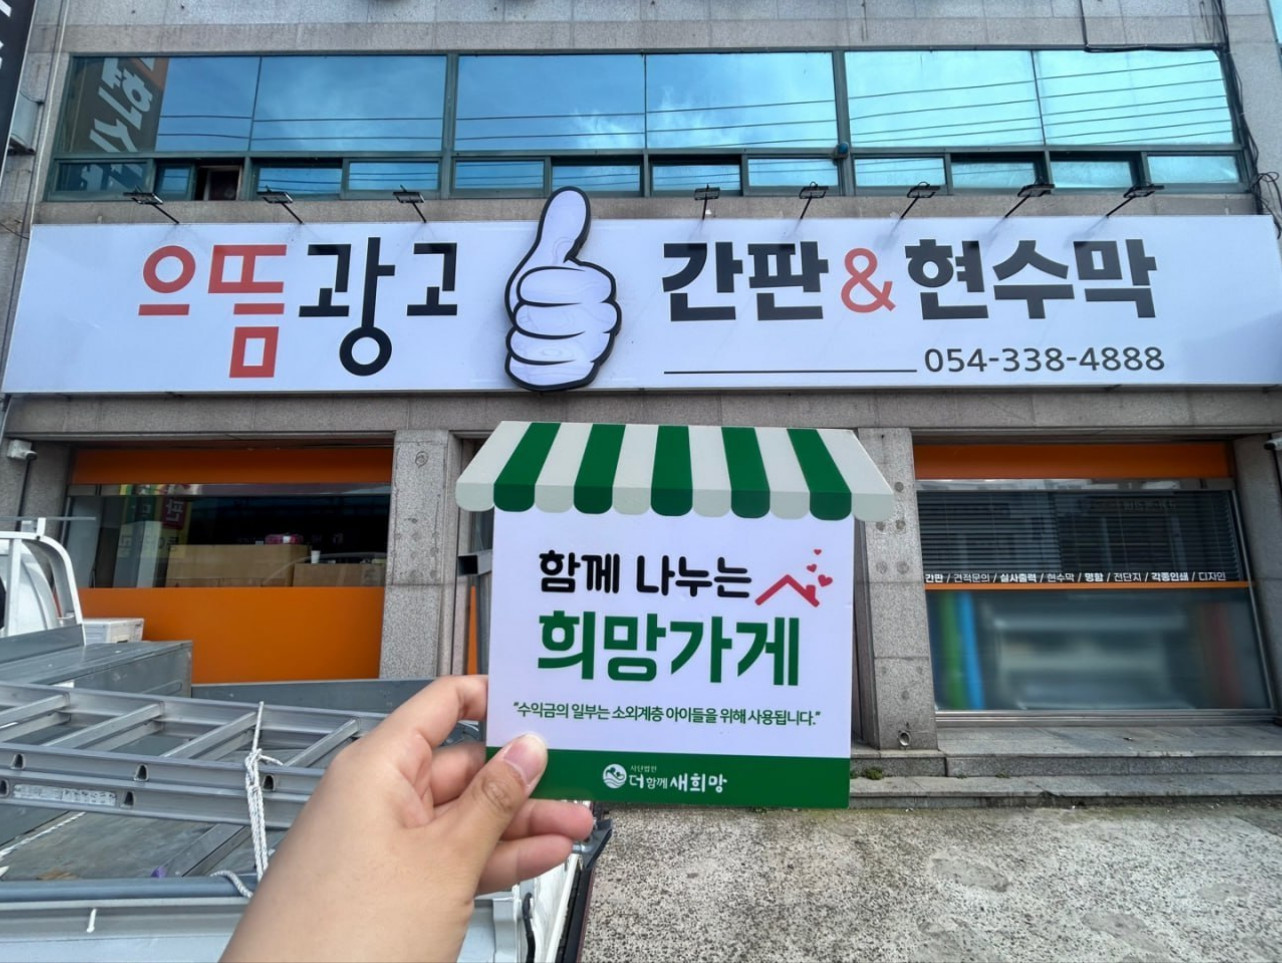 으뜸광고
간판&현수막
054-338-4888
간판 / 견적문의 / 실사출력 / 현수막 / 명함 / 전단지 / 각종인쇄 / 디자인
함께 나누는
희망가게
"수익금의 일부는 소외계층 아이들을 위해 사용됩니다."
사단법인
더함께 새희망